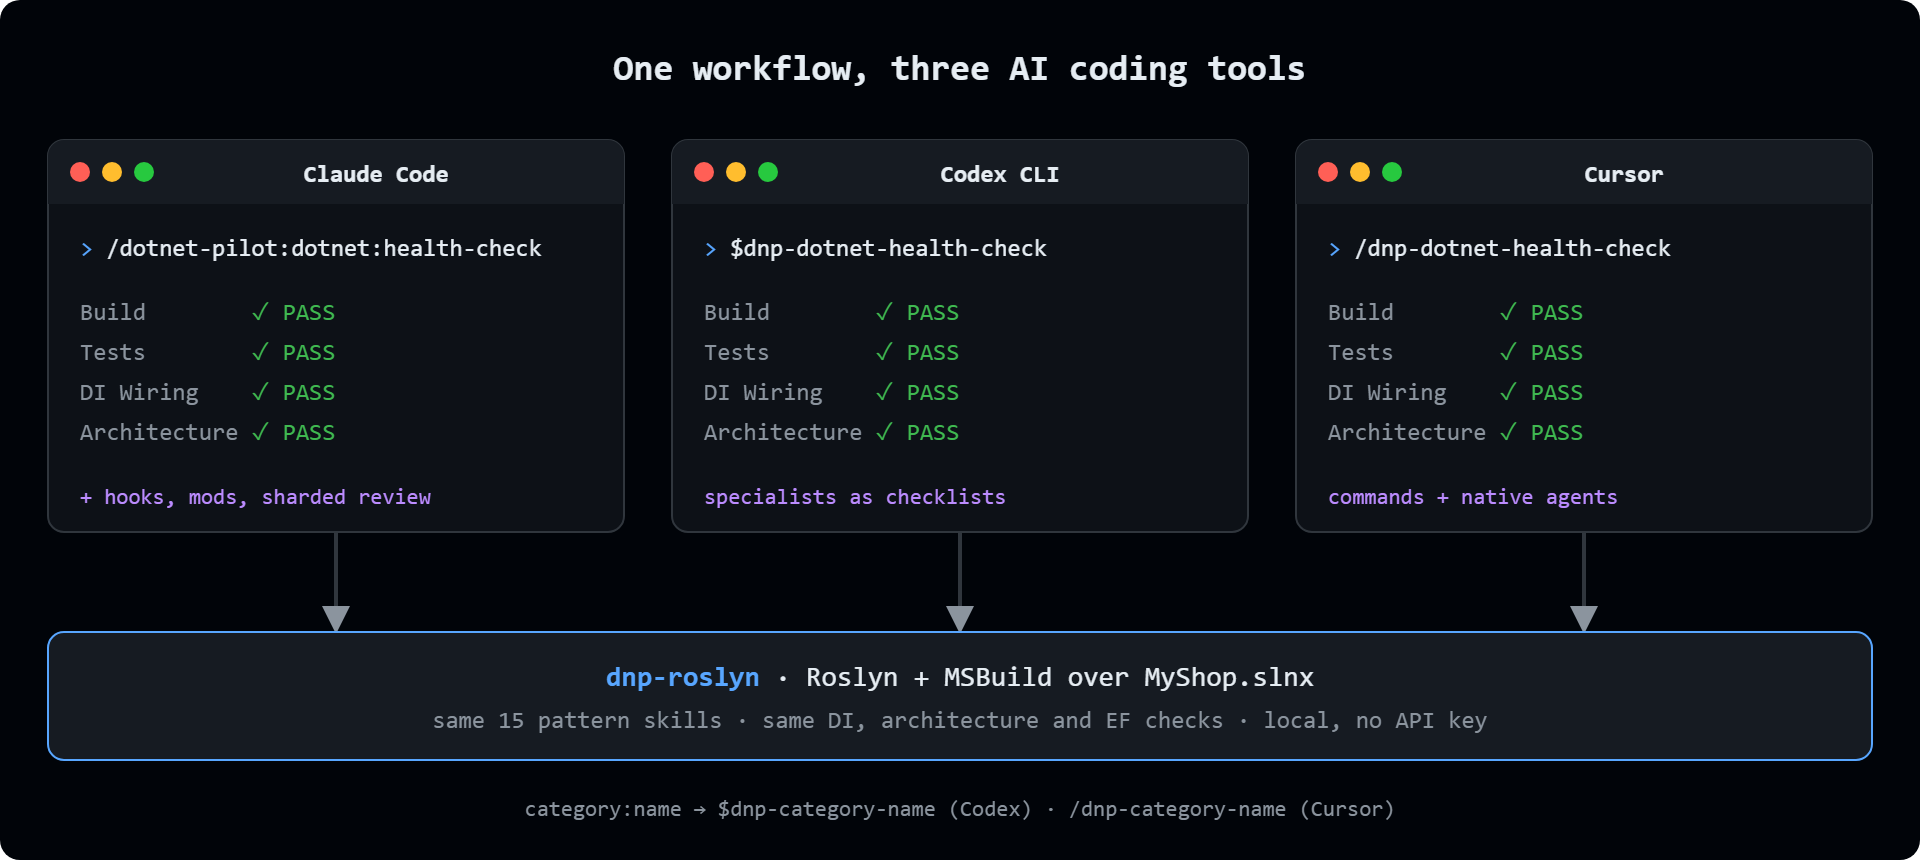 One workflow, three AI coding tools
Claude Code
> /dotnet-pilot:dotnet:health-check
Build ✓ PASS
Tests ✓ PASS
DI Wiring ✓ PASS
Architecture ✓ PASS
+ hooks, mods, sharded review
Codex CLI
> $dnp-dotnet-health-check
Build ✓ PASS
Tests ✓ PASS
DI Wiring ✓ PASS
Architecture ✓ PASS
specialists as checklists
Cursor
> /dnp-dotnet-health-check
Build ✓ PASS
Tests ✓ PASS
DI Wiring ✓ PASS
Architecture ✓ PASS
commands + native agents
dnp-roslyn · Roslyn + MSBuild over MyShop.slnx
same 15 pattern skills · same DI, architecture and EF checks · local, no API key
category:name → $dnp-category-name (Codex) · /dnp-category-name (Cursor)